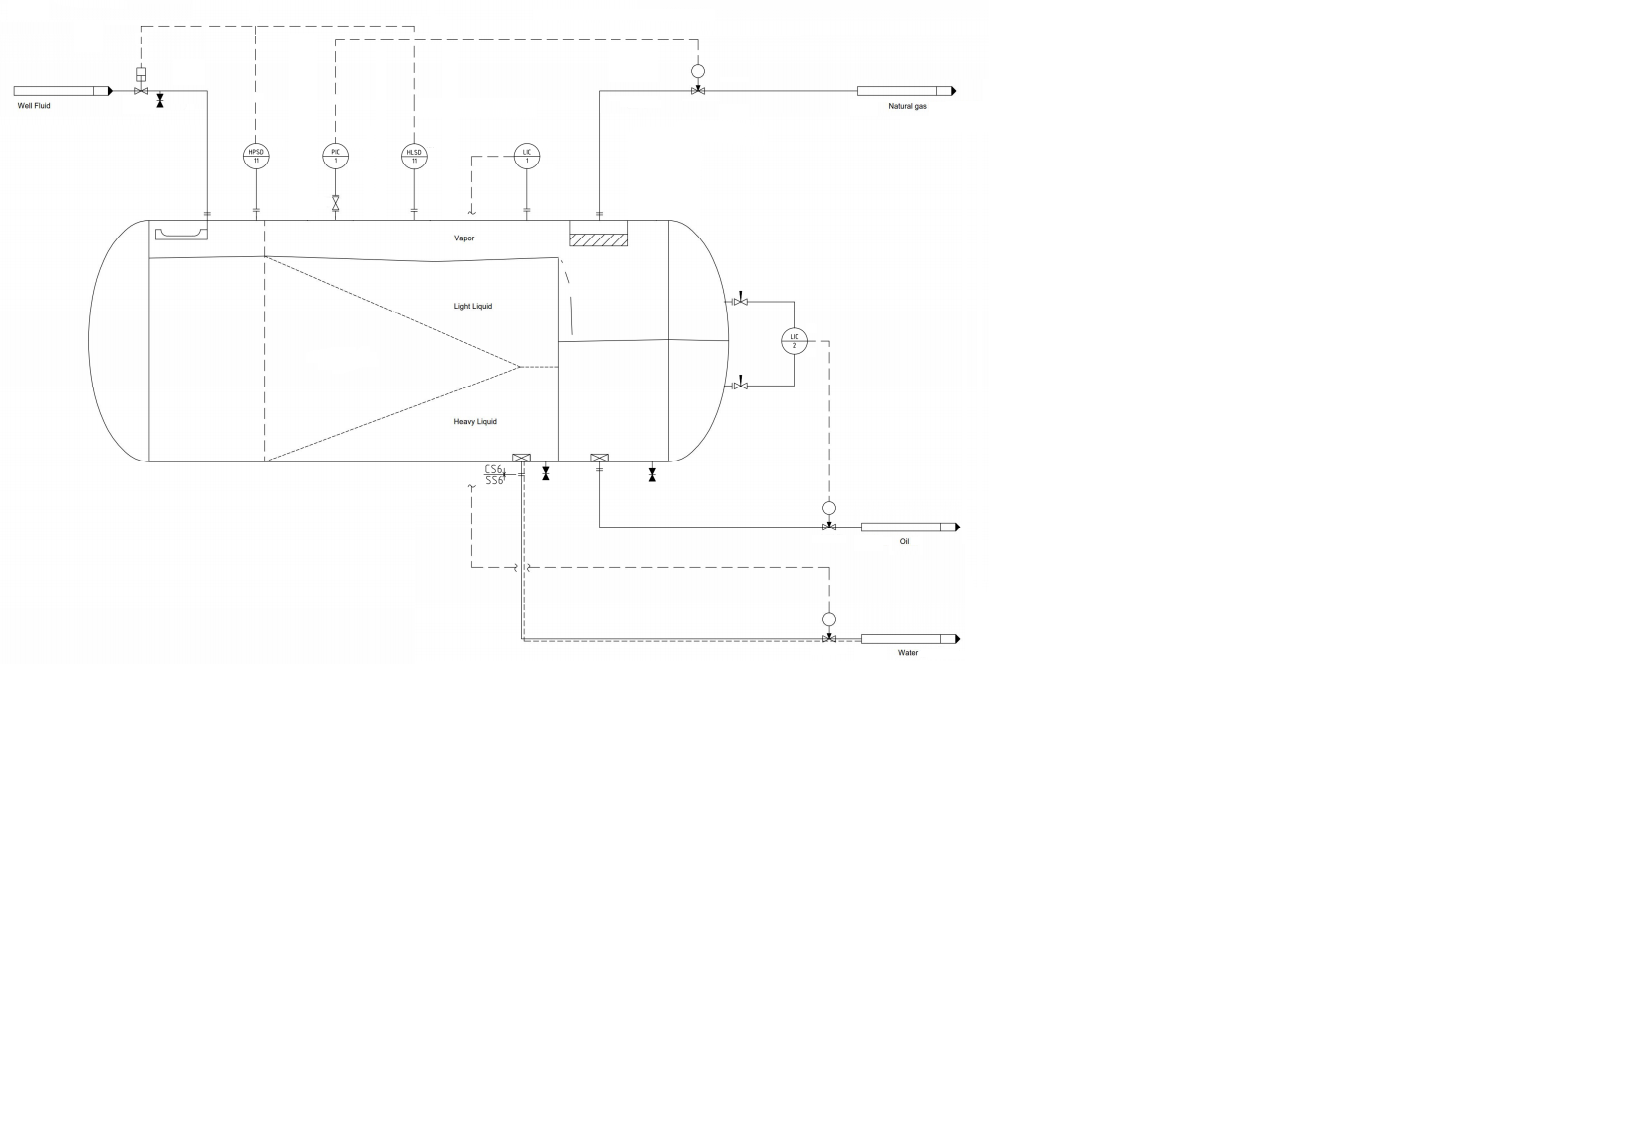 Well Fluid
Natural gas
HPSD
11
PIC
1
HLSD
11
LIC
1
Vapor
Light Liquid
LIC
2
Heavy Liquid
CS6
SS6
Oil
Water